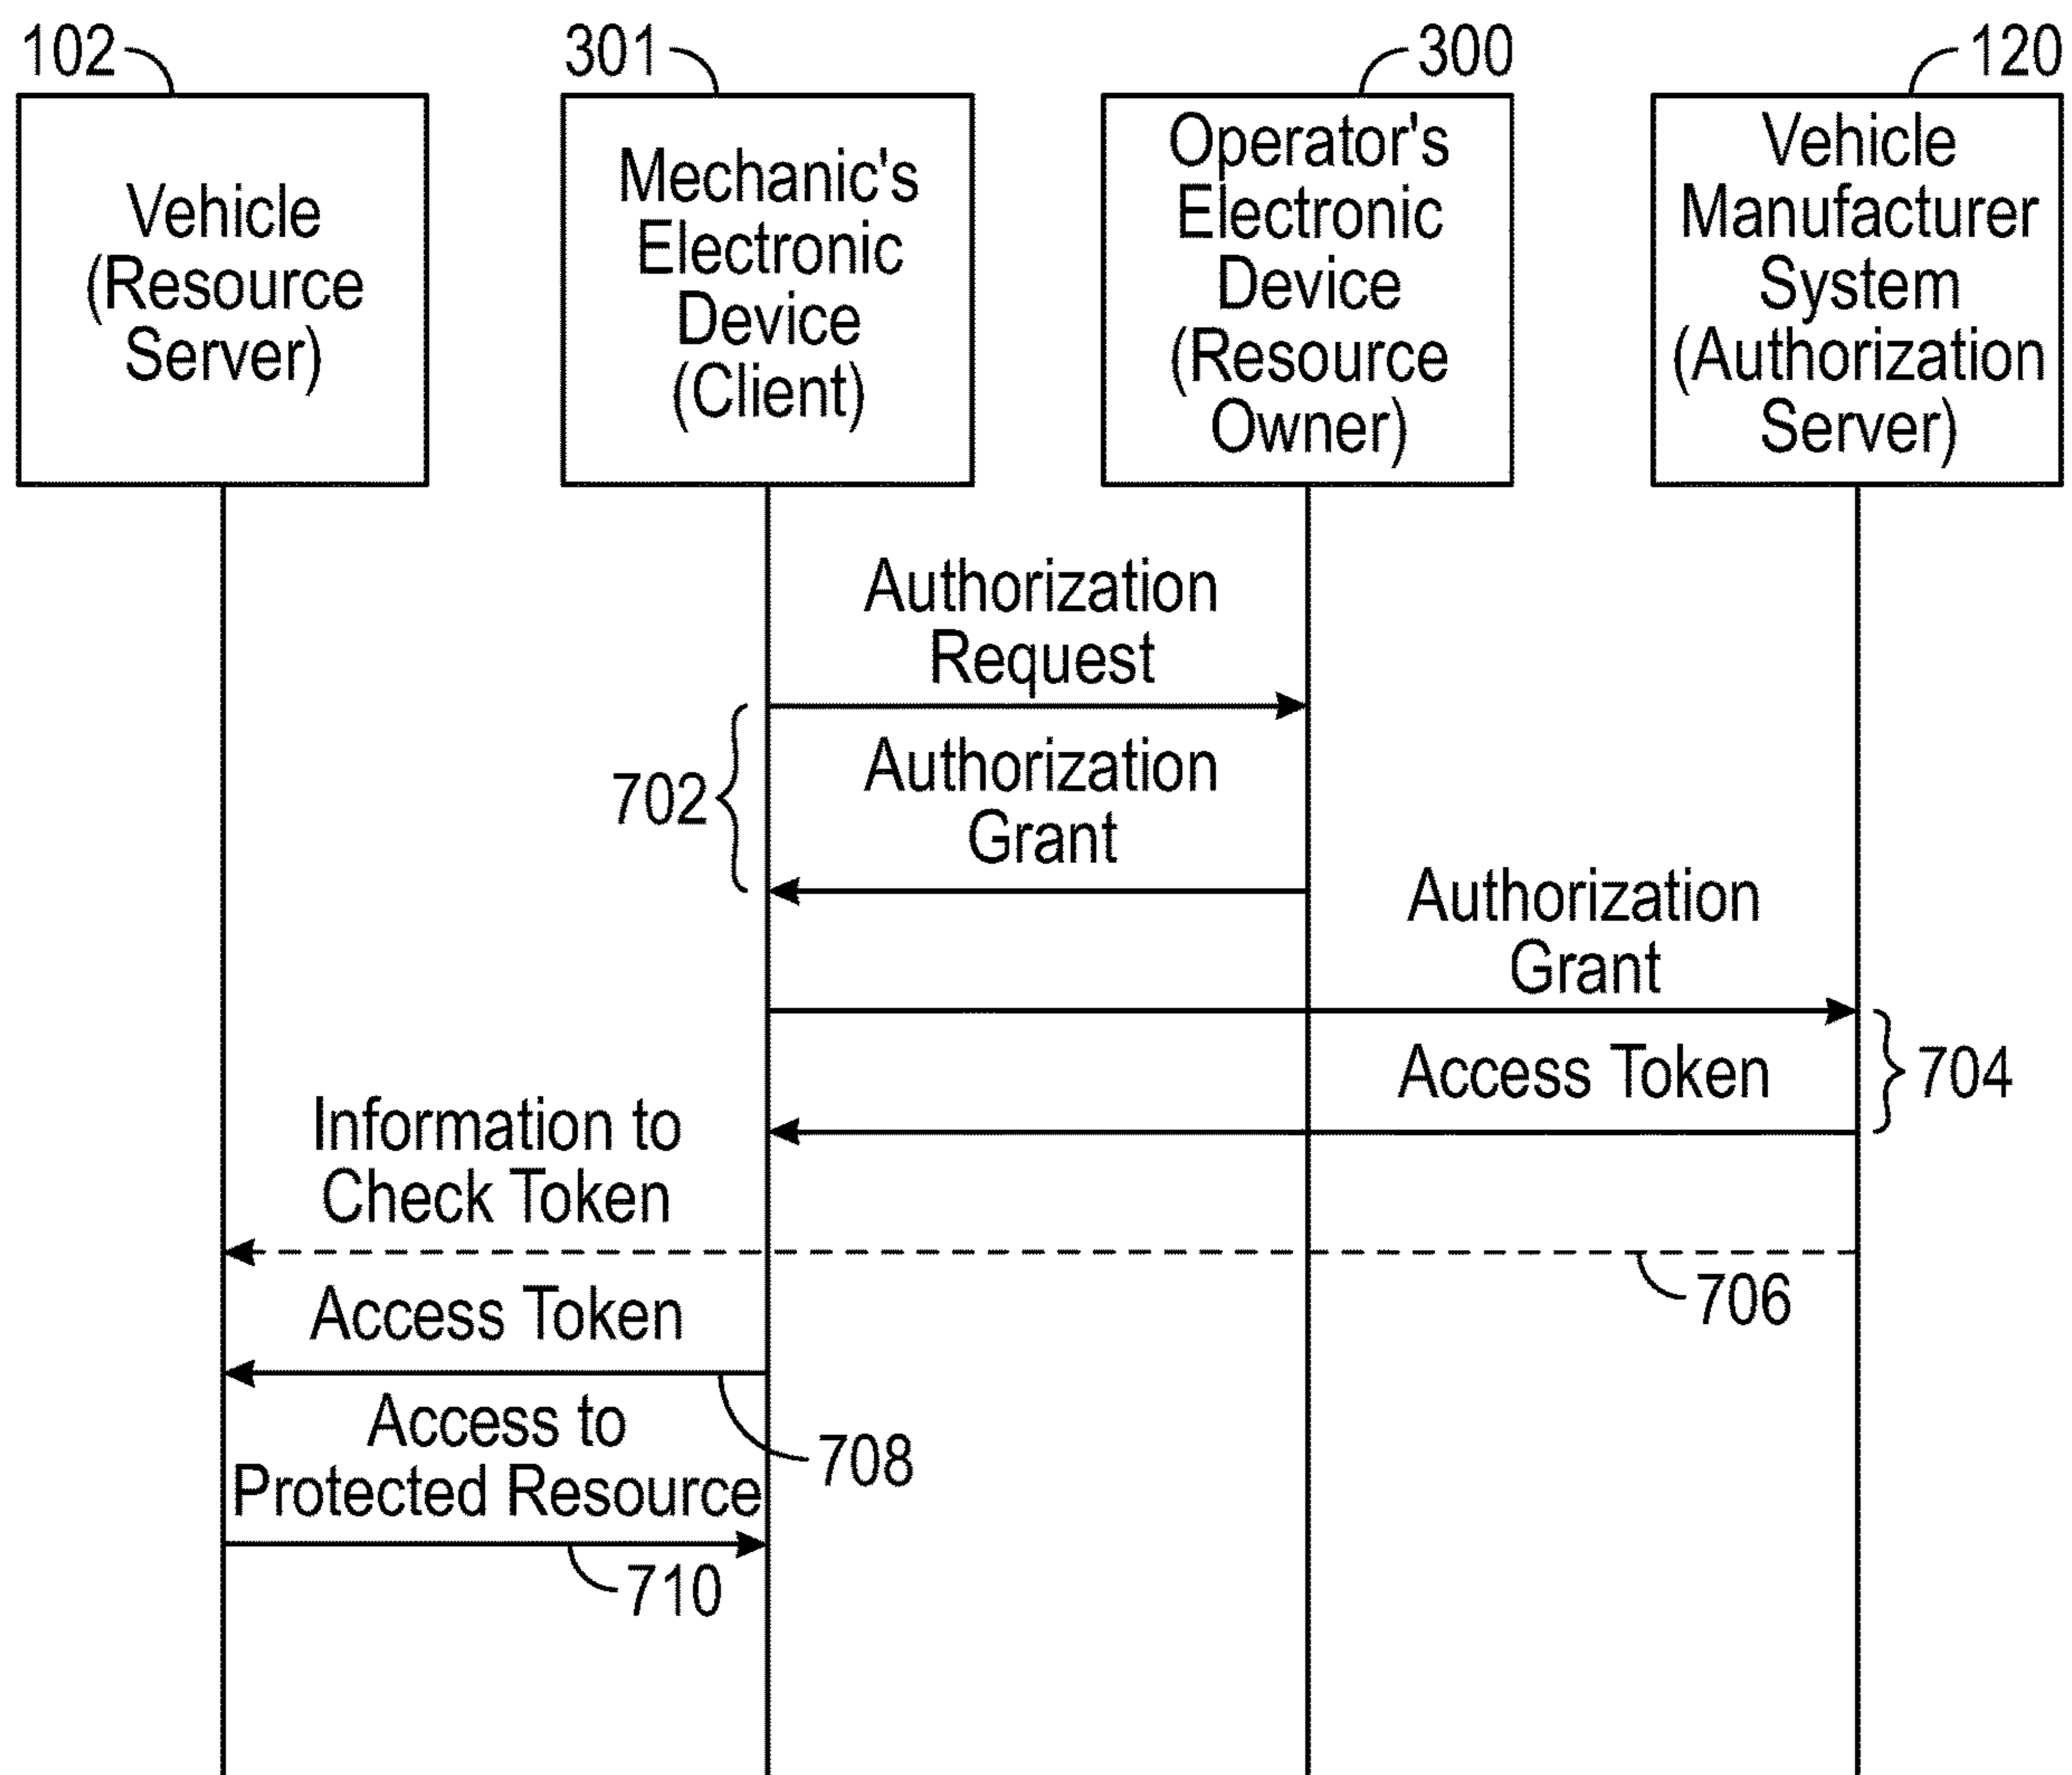 102
301
300
120
Vehicle
(Resource
Server)
Mechanic's
Electronic
Device
(Client)
Operator's
Electronic
Device
(Resource
Owner)
Vehicle
Manufacturer
System
(Authorization
Server)
Authorization
Request
702
Authorization
Grant
Authorization
Grant
Access Token
704
Information to
Check Token
706
Access Token
708
Access to
Protected Resource
710